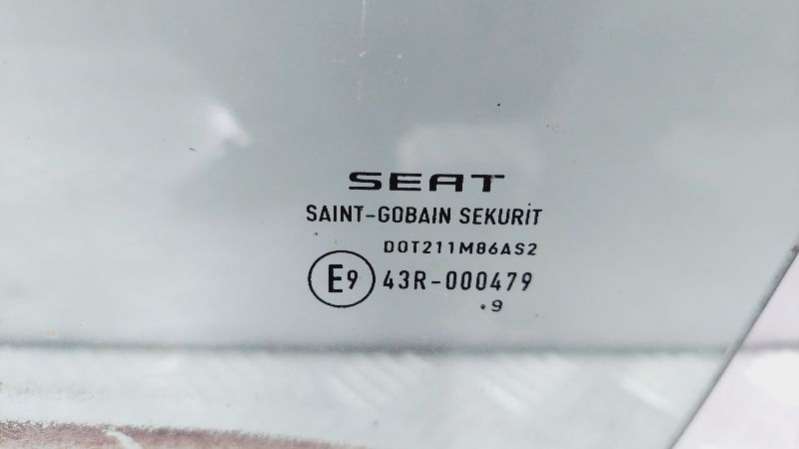 SEAT
SAINT-GOBAIN SEKURIT
DOT211M86AS2
E9 43R-000479
.9